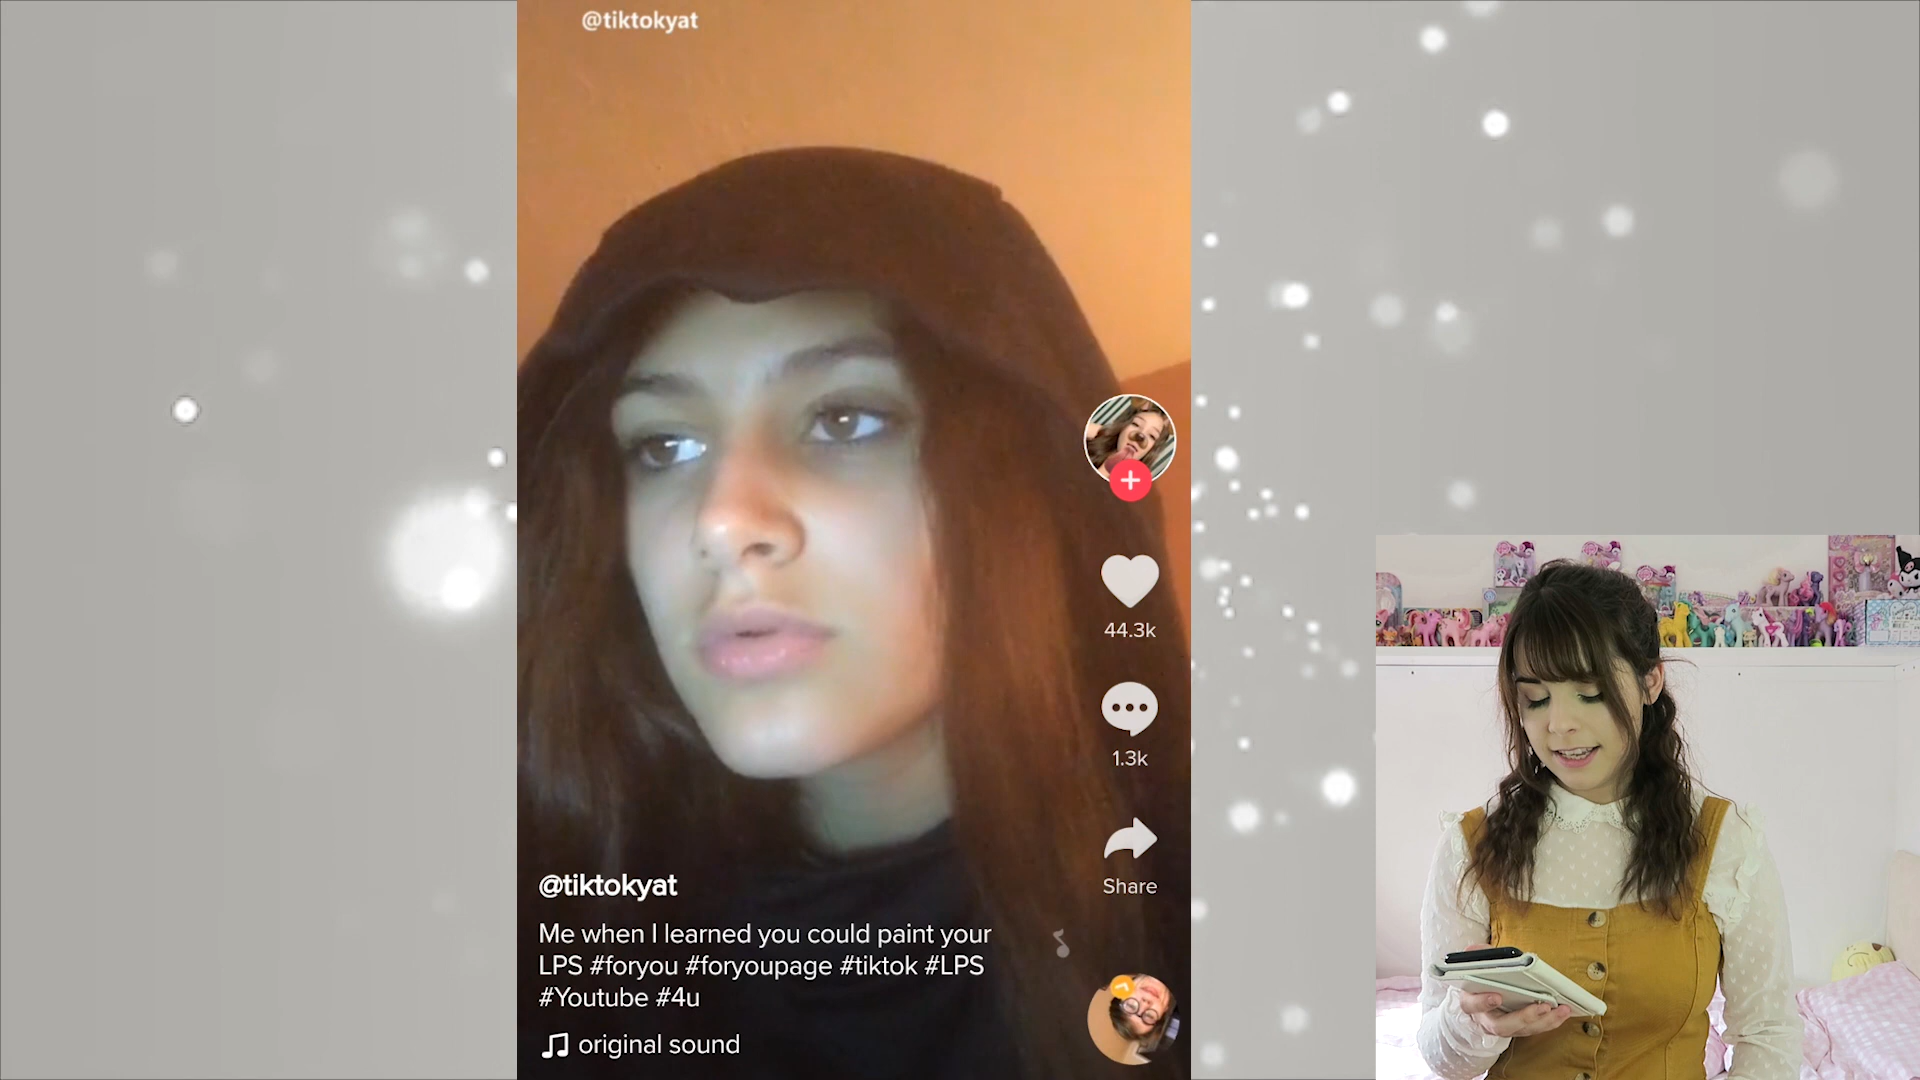 @tiktokyat
44.3k
1.3k
Share
@tiktokyat
Me when I learned you could paint your
LPS #foryou #foryoupage #tiktok #LPS
#Youtube #4u
original sound